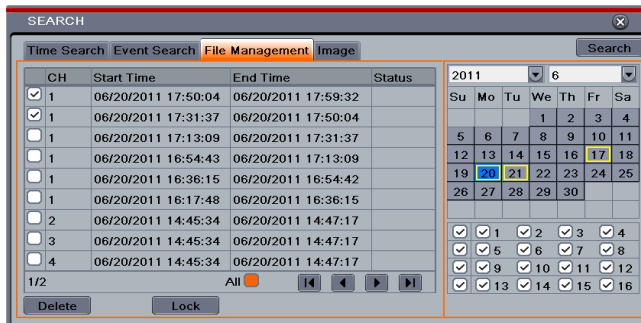 SEARCH
Time Search Event Search File Management Image
Search
CH Start Time End Time Status
1 06/20/2011 17:50:04 06/20/2011 17:59:32
1 06/20/2011 17:31:37 06/20/2011 17:50:04
1 06/20/2011 17:13:09 06/20/2011 17:31:37
1 06/20/2011 16:54:43 06/20/2011 17:13:09
1 06/20/2011 16:36:15 06/20/2011 16:54:42
1 06/20/2011 16:17:48 06/20/2011 16:36:15
2 06/20/2011 14:45:34 06/20/2011 14:47:17
3 06/20/2011 14:45:34 06/20/2011 14:47:17
4 06/20/2011 14:45:34 06/20/2011 14:47:17
1/2 All
Delete Lock
2011 6
Su Mo Tu We Th Fr Sa
1 2 3 4
5 6 7 8 9 10 11
12 13 14 15 16 17 18
19 20 21 22 23 24 25
26 27 28 29 30
1 2 3 4
5 6 7 8
9 10 11 12
13 14 15 16